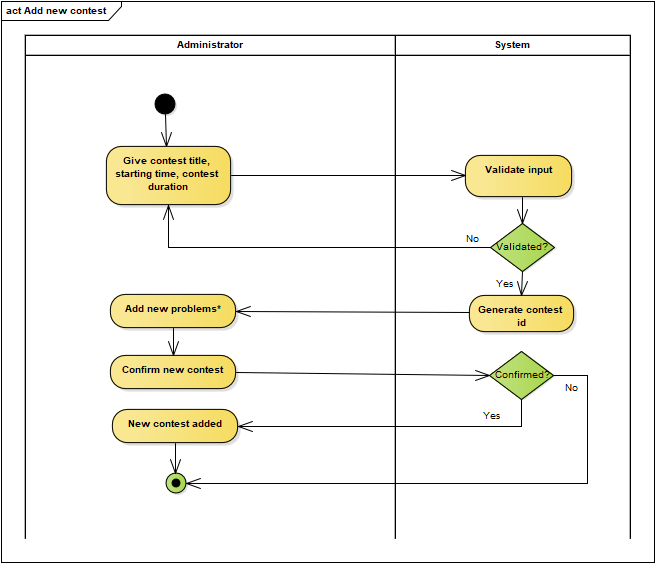 act Add new contest
Administrator
System
Give contest title,
starting time, contest
duration
Validate input
No
Validated?
Yes
Add new problems*
Generate contest
id
Confirm new contest
Confirmed?
No
Yes
New contest added